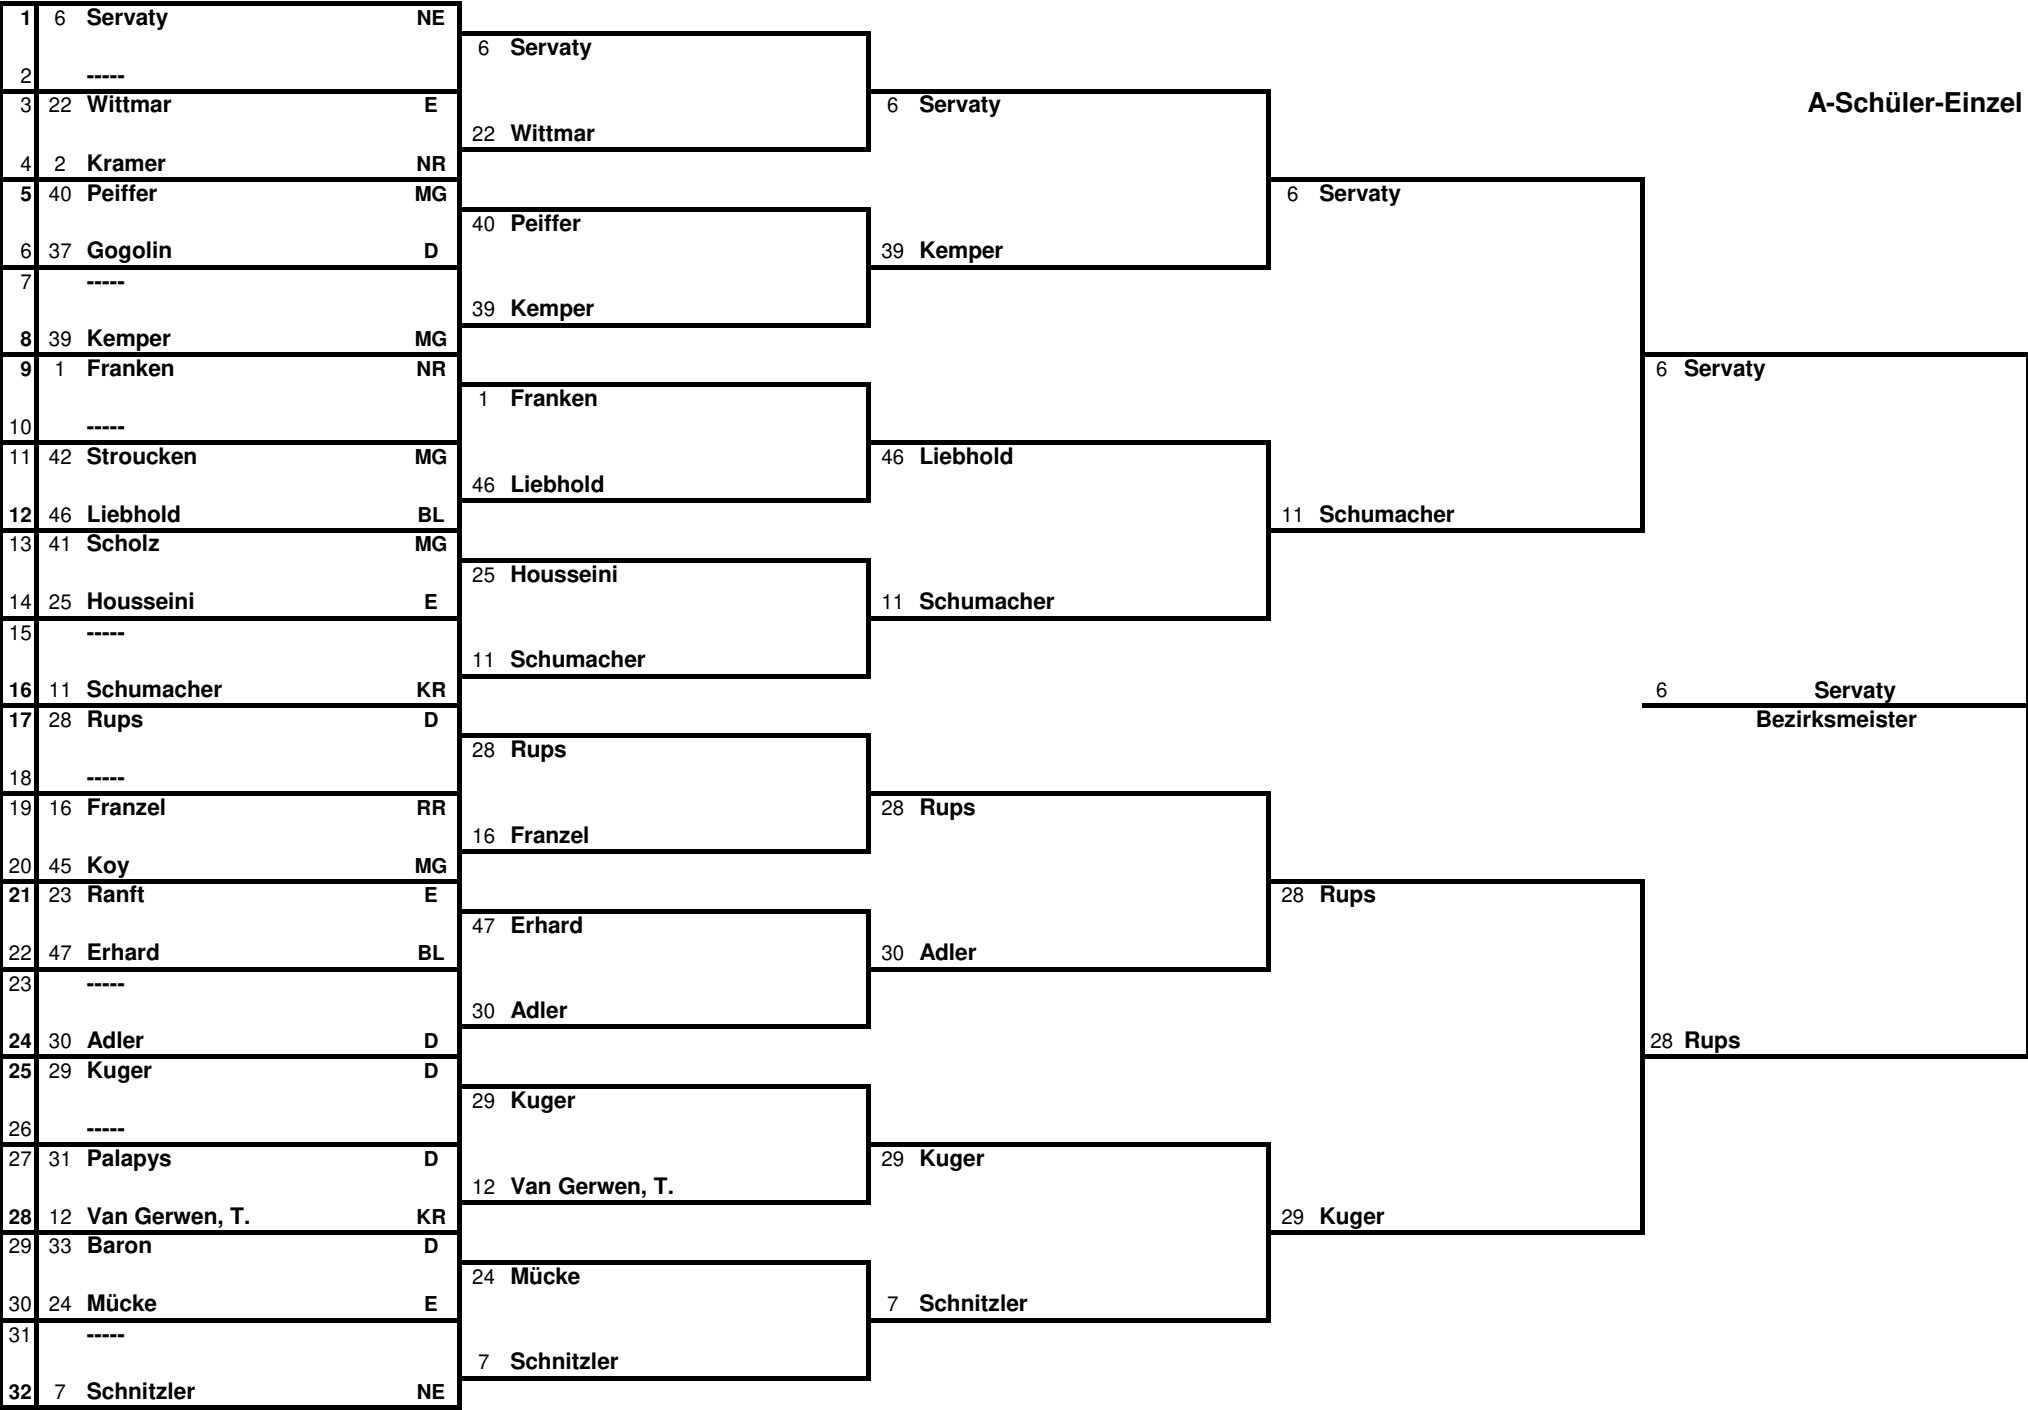 1 6 Servaty NE
6 Servaty
2 -----
3 22 Wittmar E
6 Servaty
A-Schüler-Einzel
22 Wittmar
4 2 Kramer NR
5 40 Peiffer MG
6 Servaty
40 Peiffer
6 37 Gogolin D
39 Kemper
7 -----
39 Kemper
8 39 Kemper MG
9 1 Franken NR
6 Servaty
1 Franken
10 -----
11 42 Stroucken MG
46 Liebhold
46 Liebhold
12 46 Liebhold BL
11 Schumacher
13 41 Scholz MG
25 Housseini
14 25 Housseini E
11 Schumacher
15 -----
11 Schumacher
16 11 Schumacher KR
6 Servaty
17 28 Rups D
Bezirksmeister
28 Rups
18 -----
19 16 Franzel RR
28 Rups
16 Franzel
20 45 Koy MG
21 23 Ranft E
28 Rups
47 Erhard
22 47 Erhard BL
30 Adler
23 -----
30 Adler
24 30 Adler D
28 Rups
25 29 Kuger D
29 Kuger
26 -----
27 31 Palapys D
29 Kuger
12 Van Gerwen, T.
28 12 Van Gerwen, T. KR
29 Kuger
29 33 Baron D
24 Mücke
30 24 Mücke E
7 Schnitzler
31 -----
7 Schnitzler
32 7 Schnitzler NE